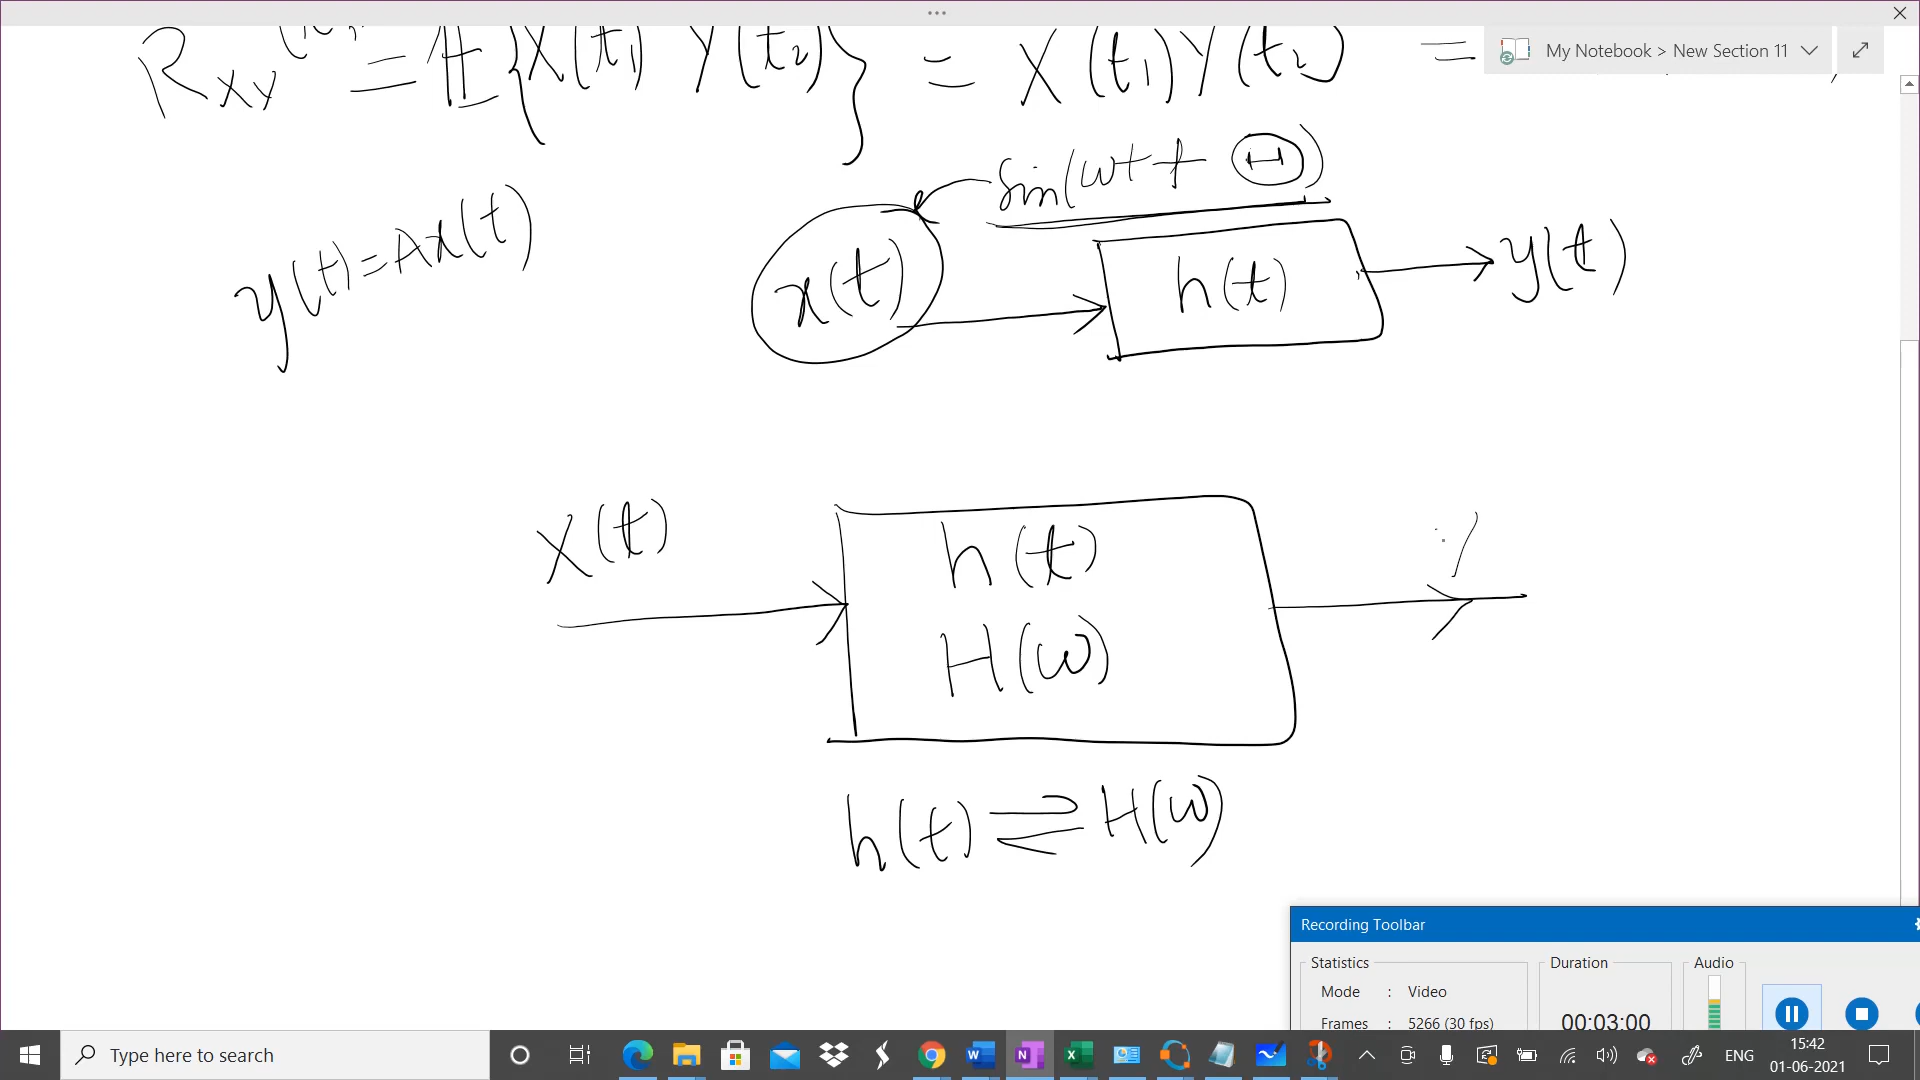 My Notebook > New Section 11
R_XY = E{X(t₁) Y(t₂)} = X(t₁)Y(t₂) =
sin(ωt + Θ)
y(t)=Ax(t)
x(t) h(t) y(t)
X(t) h(t)
H(ω)
h(t) ⇌ H(ω)
Recording Toolbar
Statistics Duration Audio
Mode : Video
Frames : 5266 (30 fps) 00:03:00
Type here to search
ENG 15:42
01-06-2021